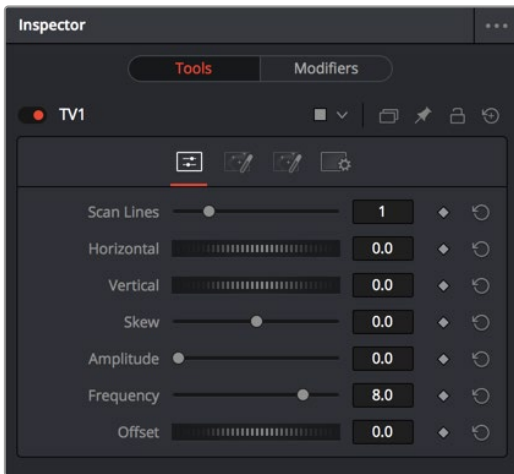 Inspector
Tools Modifiers
TV1
Scan Lines 1
Horizontal 0.0
Vertical 0.0
Skew 0.0
Amplitude 0.0
Frequency 8.0
Offset 0.0